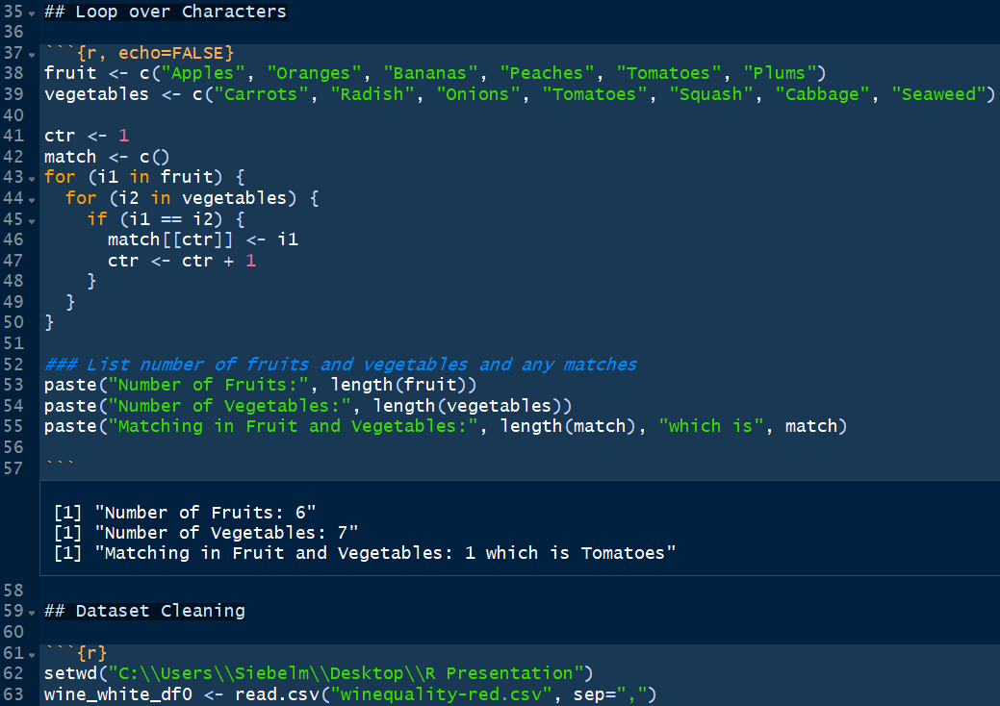 35 ## Loop over Characters
36
37 ```{r, echo=FALSE}
38 fruit <- c("Apples", "Oranges", "Bananas", "Peaches", "Tomatoes", "Plums")
39 vegetables <- c("Carrots", "Radish", "Onions", "Tomatoes", "Squash", "Cabbage", "Seaweed")
40
41 ctr <- 1
42 match <- c()
43 for (i1 in fruit) {
44   for (i2 in vegetables) {
45     if (i1 == i2) {
46       match[[ctr]] <- i1
47       ctr <- ctr + 1
48     }
49   }
50 }
51
52 ### List number of fruits and vegetables and any matches
53 paste("Number of Fruits:", length(fruit))
54 paste("Number of Vegetables:", length(vegetables))
55 paste("Matching in Fruit and Vegetables:", length(match), "which is", match)
56
57 ```
[1] "Number of Fruits: 6"
[1] "Number of Vegetables: 7"
[1] "Matching in Fruit and Vegetables: 1 which is Tomatoes"
58
59 ## Dataset Cleaning
60
61 ```{r}
62 setwd("C:\\Users\\Siebelm\\Desktop\\R Presentation")
63 wine_white_df0 <- read.csv("winequality-red.csv", sep=",")